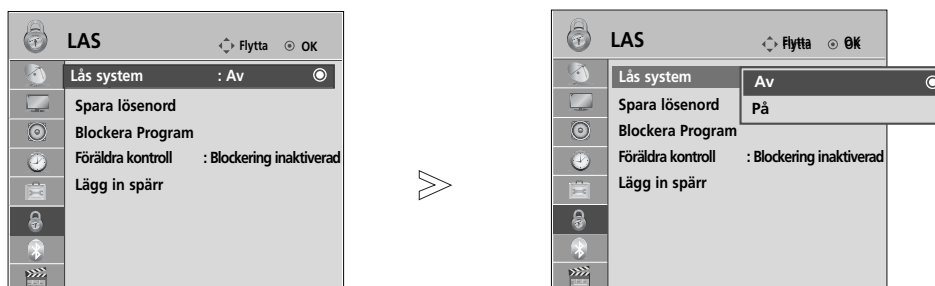 LAS
Flytta OK
Lås system : Av
Spara lösenord
Blockera Program
Föräldra kontroll : Blockering inaktiverad
Lägg in spärr
LAS
Flytta OK
Lås system
Av
På
Spara lösenord
Blockera Program
Föräldra kontroll : Blockering inaktiverad
Lägg in spärr